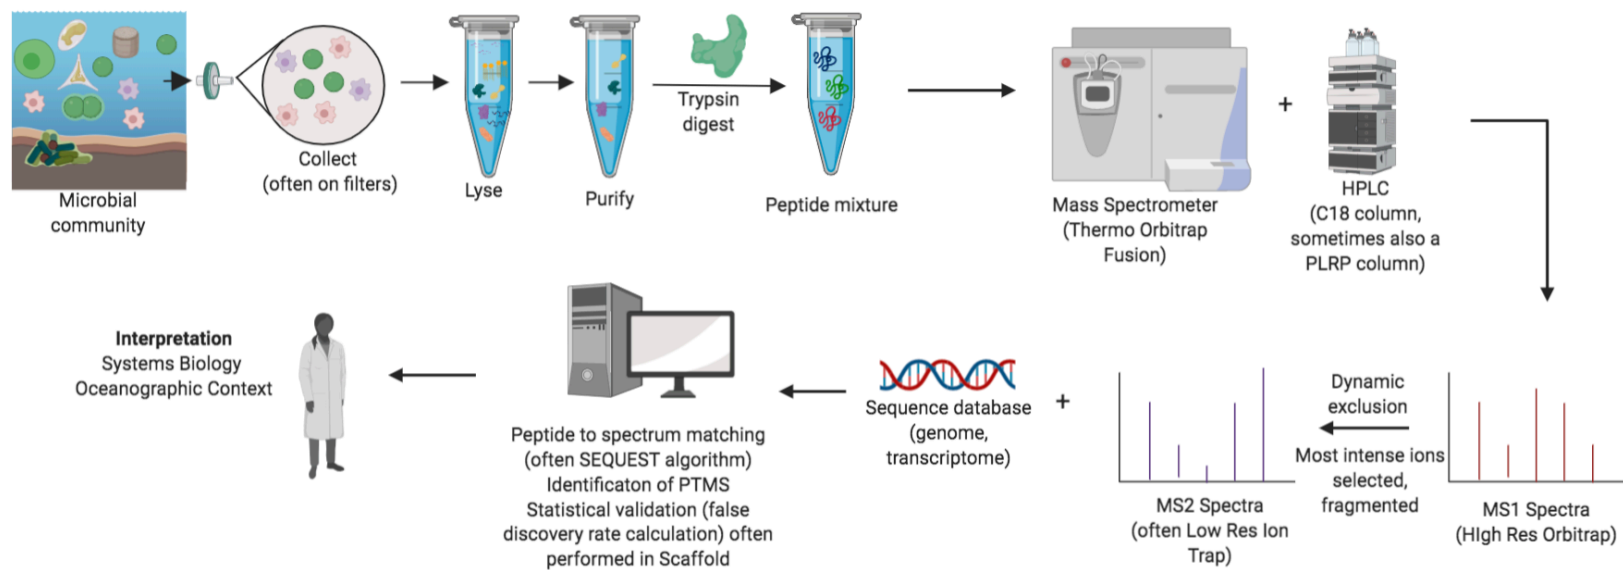 Microbial
community
Collect
(often on filters)
Lyse
Purify
Trypsin
digest
Peptide mixture
Mass Spectrometer
(Thermo Orbitrap
Fusion)
+
HPLC
(C18 column,
sometimes also a
PLRP column)
MS1 Spectra
(HIgh Res Orbitrap)
Dynamic
exclusion
Most intense ions
selected,
fragmented
MS2 Spectra
(often Low Res Ion
Trap)
+
Sequence database
(genome,
transcriptome)
Peptide to spectrum matching
(often SEQUEST algorithm)
Identificaton of PTMS
Statistical validation (false
discovery rate calculation) often
performed in Scaffold
Interpretation
Systems Biology
Oceanographic Context